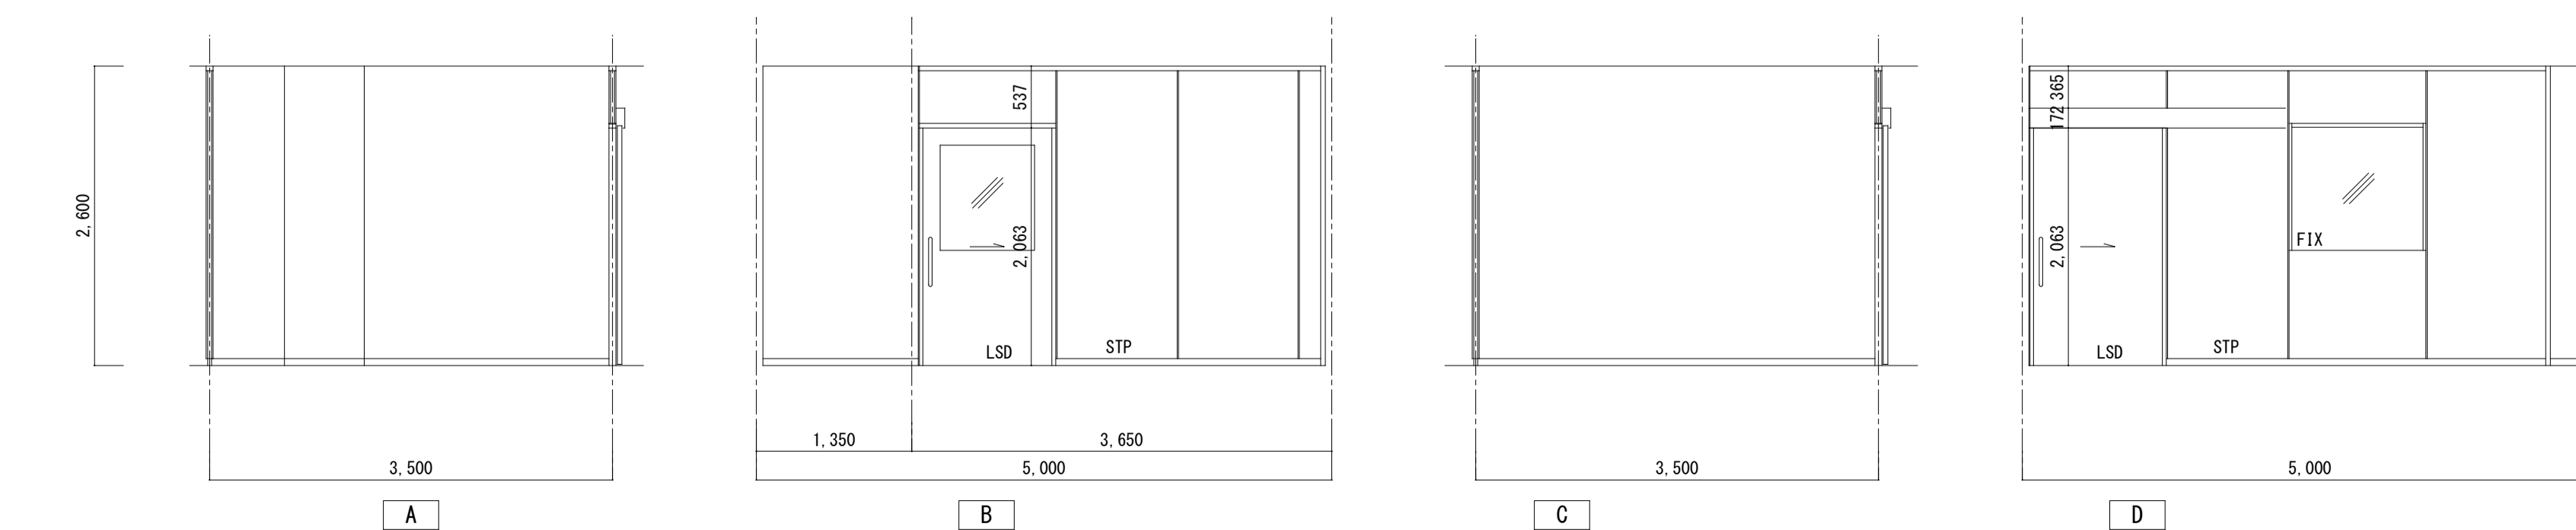 2,600
3,500
A
537
2,063
LSD
STP
1,350
3,650
5,000
B
3,500
C
172
365
2,063
FIX
LSD
STP
5,000
D